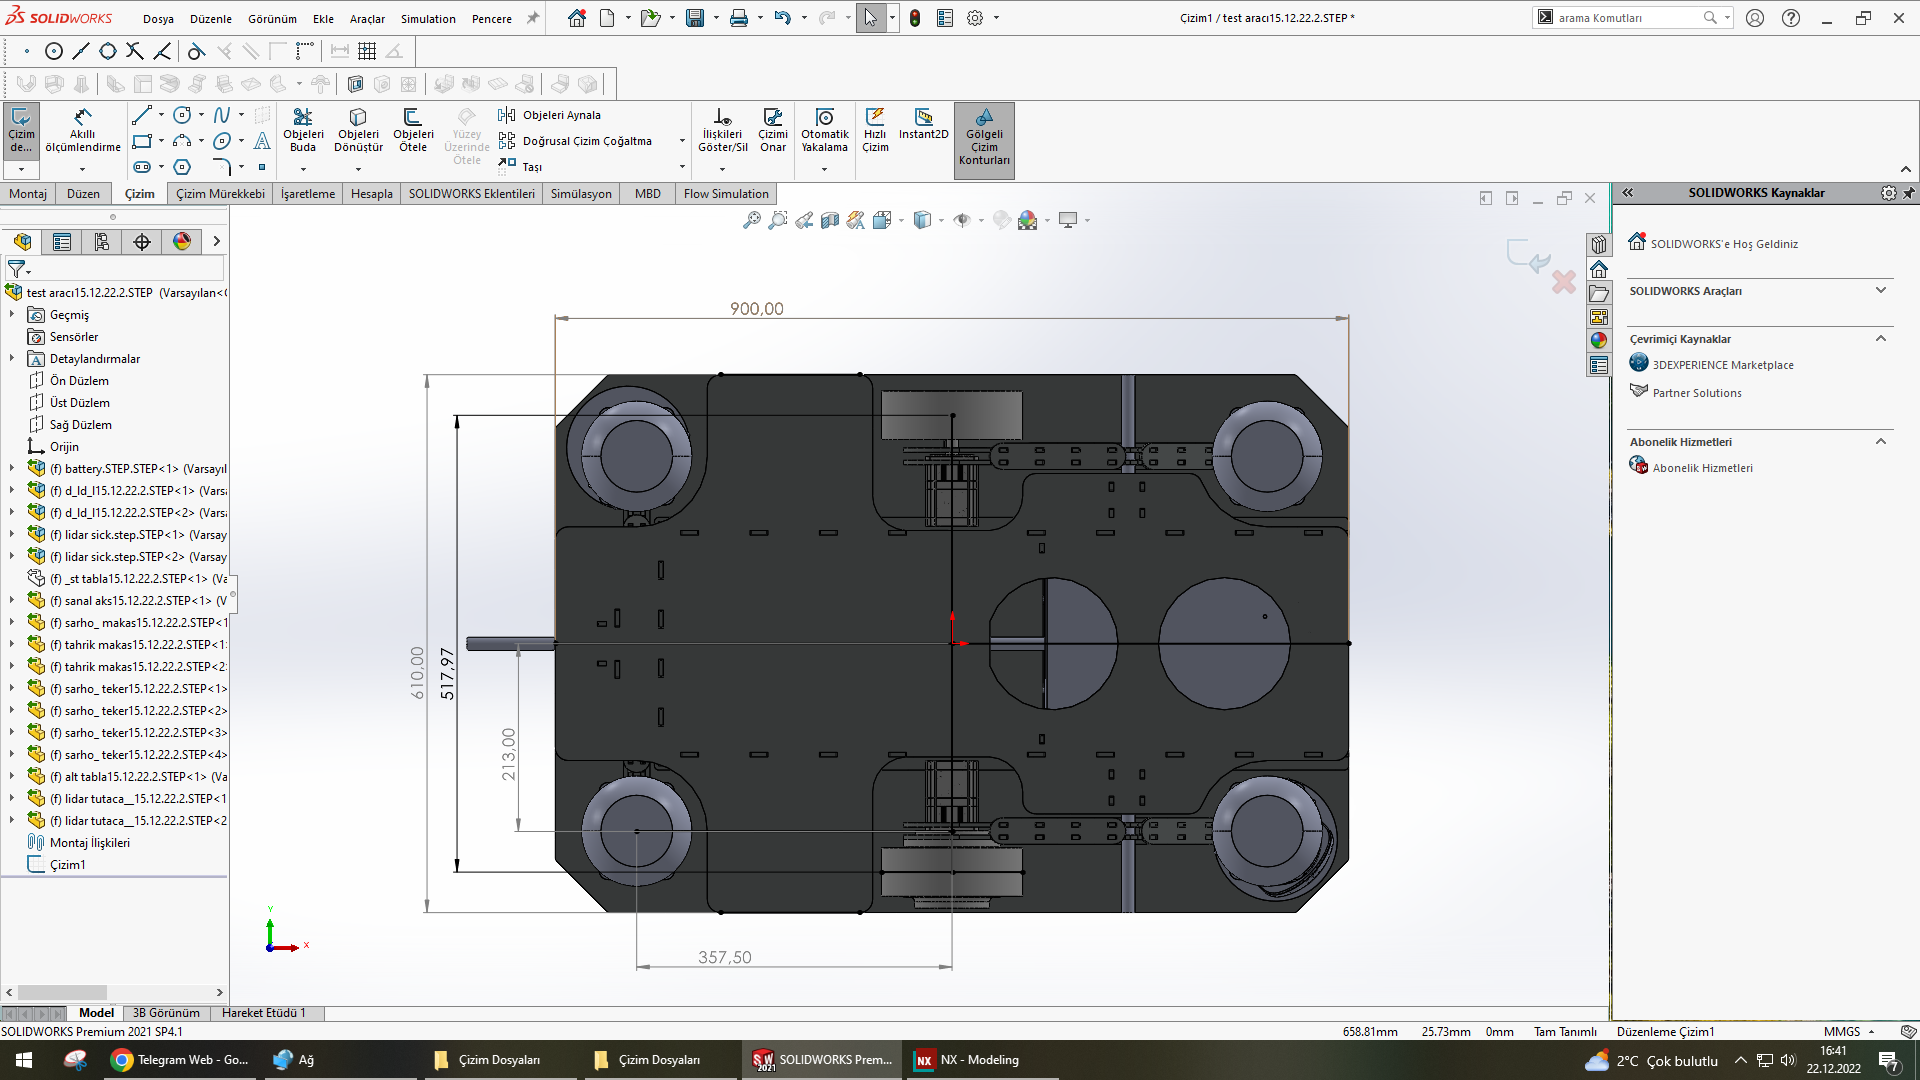 SOLIDWORKS
Dosya Düzenle Görünüm Ekle Araçlar Simulation Pencere
Çizim1 / test aracı15.12.22.2.STEP *
arama Komutları
Çizim de...
Akıllı ölçümlendirme
Objeleri Buda
Objeleri Dönüştür
Objeleri Ötele
Yüzey Üzerinde Ötele
Objeleri Aynala
Doğrusal Çizim Çoğaltma
Taşı
İlişkileri Göster/Sil
Çizimi Onar
Otomatik Yakalama
Hızlı Çizim
Instant2D
Gölgeli Çizim Konturları
Montaj Düzen Çizim Çizim Mürekkebi İşaretleme Hesapla SOLIDWORKS Eklentileri Simülasyon MBD Flow Simulation
test aracı15.12.22.2.STEP (Varsayılan<
Geçmiş
Sensörler
Detaylandırmalar
Ön Düzlem
Üst Düzlem
Sağ Düzlem
Orijin
(f) battery.STEP.STEP<1> (Varsayıl
(f) d_ld_l15.12.22.2.STEP<1> (Vars
(f) d_ld_l15.12.22.2.STEP<2> (Vars
(f) lidar sick.step.STEP<1> (Varsay
(f) lidar sick.step.STEP<2> (Varsay
(f) _st tabla15.12.22.2.STEP<1> (Va
(f) sanal aks15.12.22.2.STEP<1> (V
(f) sarho_ makas15.12.22.2.STEP<1
(f) tahrik makas15.12.22.2.STEP<1
(f) tahrik makas15.12.22.2.STEP<2
(f) sarho_ teker15.12.22.2.STEP<1>
(f) sarho_ teker15.12.22.2.STEP<2>
(f) sarho_ teker15.12.22.2.STEP<3>
(f) sarho_ teker15.12.22.2.STEP<4>
(f) alt tabla15.12.22.2.STEP<1> (Va
(f) lidar tutaca__15.12.22.2.STEP<1
(f) lidar tutaca__15.12.22.2.STEP<2
Montaj İlişkileri
Çizim1
900,00
610,00
517,97
213,00
357,50
Y
X
SOLIDWORKS Kaynaklar
SOLIDWORKS'e Hoş Geldiniz
SOLIDWORKS Araçları
Çevrimiçi Kaynaklar
3DEXPERIENCE Marketplace
Partner Solutions
Abonelik Hizmetleri
Abonelik Hizmetleri
Model 3B Görünüm Hareket Etüdü 1
SOLIDWORKS Premium 2021 SP4.1
658.81mm 25.73mm 0mm Tam Tanımlı Düzenleme Çizim1 MMGS
Telegram Web - Go...
Ağ
Çizim Dosyaları
Çizim Dosyaları
SOLIDWORKS Prem...
NX - Modeling
2°C Çok bulutlu
16:41
22.12.2022
7